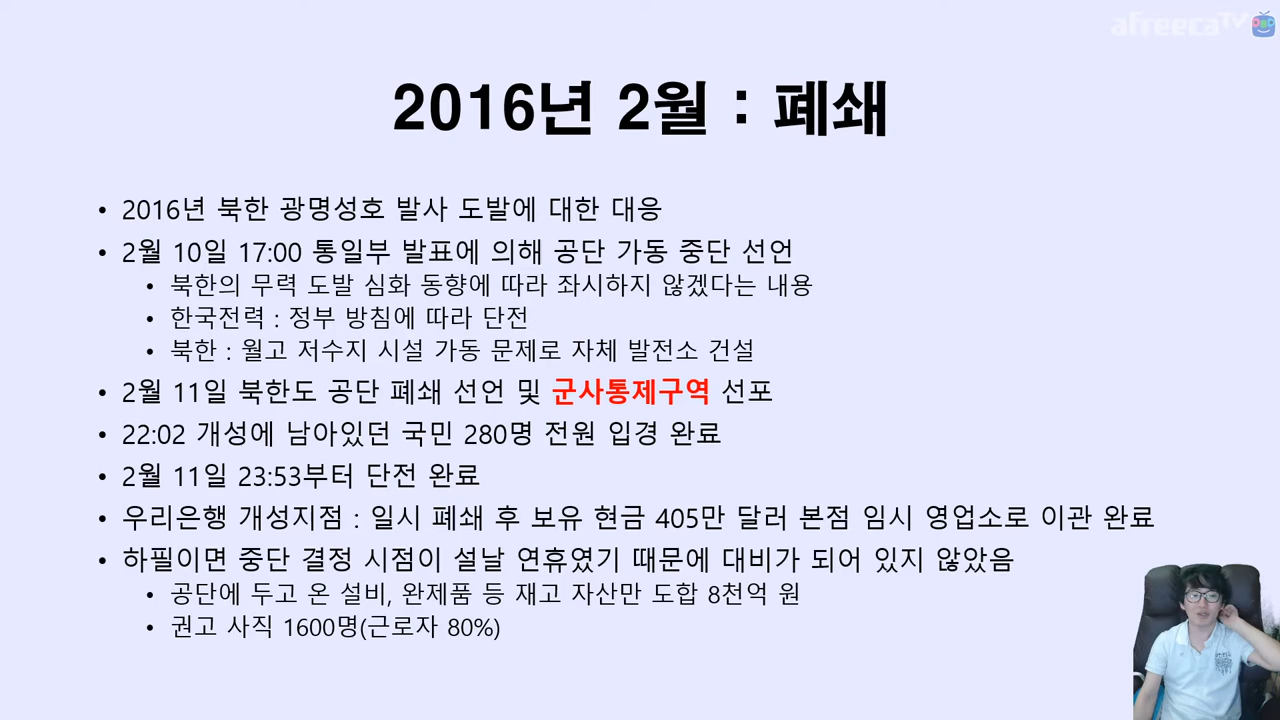 afreecaTV
2016년 2월 : 폐쇄
• 2016년 북한 광명성호 발사 도발에 대한 대응
• 2월 10일 17:00 통일부 발표에 의해 공단 가동 중단 선언
• 북한의 무력 도발 심화 동향에 따라 좌시하지 않겠다는 내용
• 한국전력 : 정부 방침에 따라 단전
• 북한 : 월고 저수지 시설 가동 문제로 자체 발전소 건설
• 2월 11일 북한도 공단 폐쇄 선언 및 군사통제구역 선포
• 22:02 개성에 남아있던 국민 280명 전원 입경 완료
• 2월 11일 23:53부터 단전 완료
• 우리은행 개성지점 : 일시 폐쇄 후 보유 현금 405만 달러 본점 임시 영업소로 이관 완료
• 하필이면 중단 결정 시점이 설날 연휴였기 때문에 대비가 되어 있지 않았음
• 공단에 두고 온 설비, 완제품 등 재고 자산만 도합 8천억 원
• 권고 사직 1600명(근로자 80%)